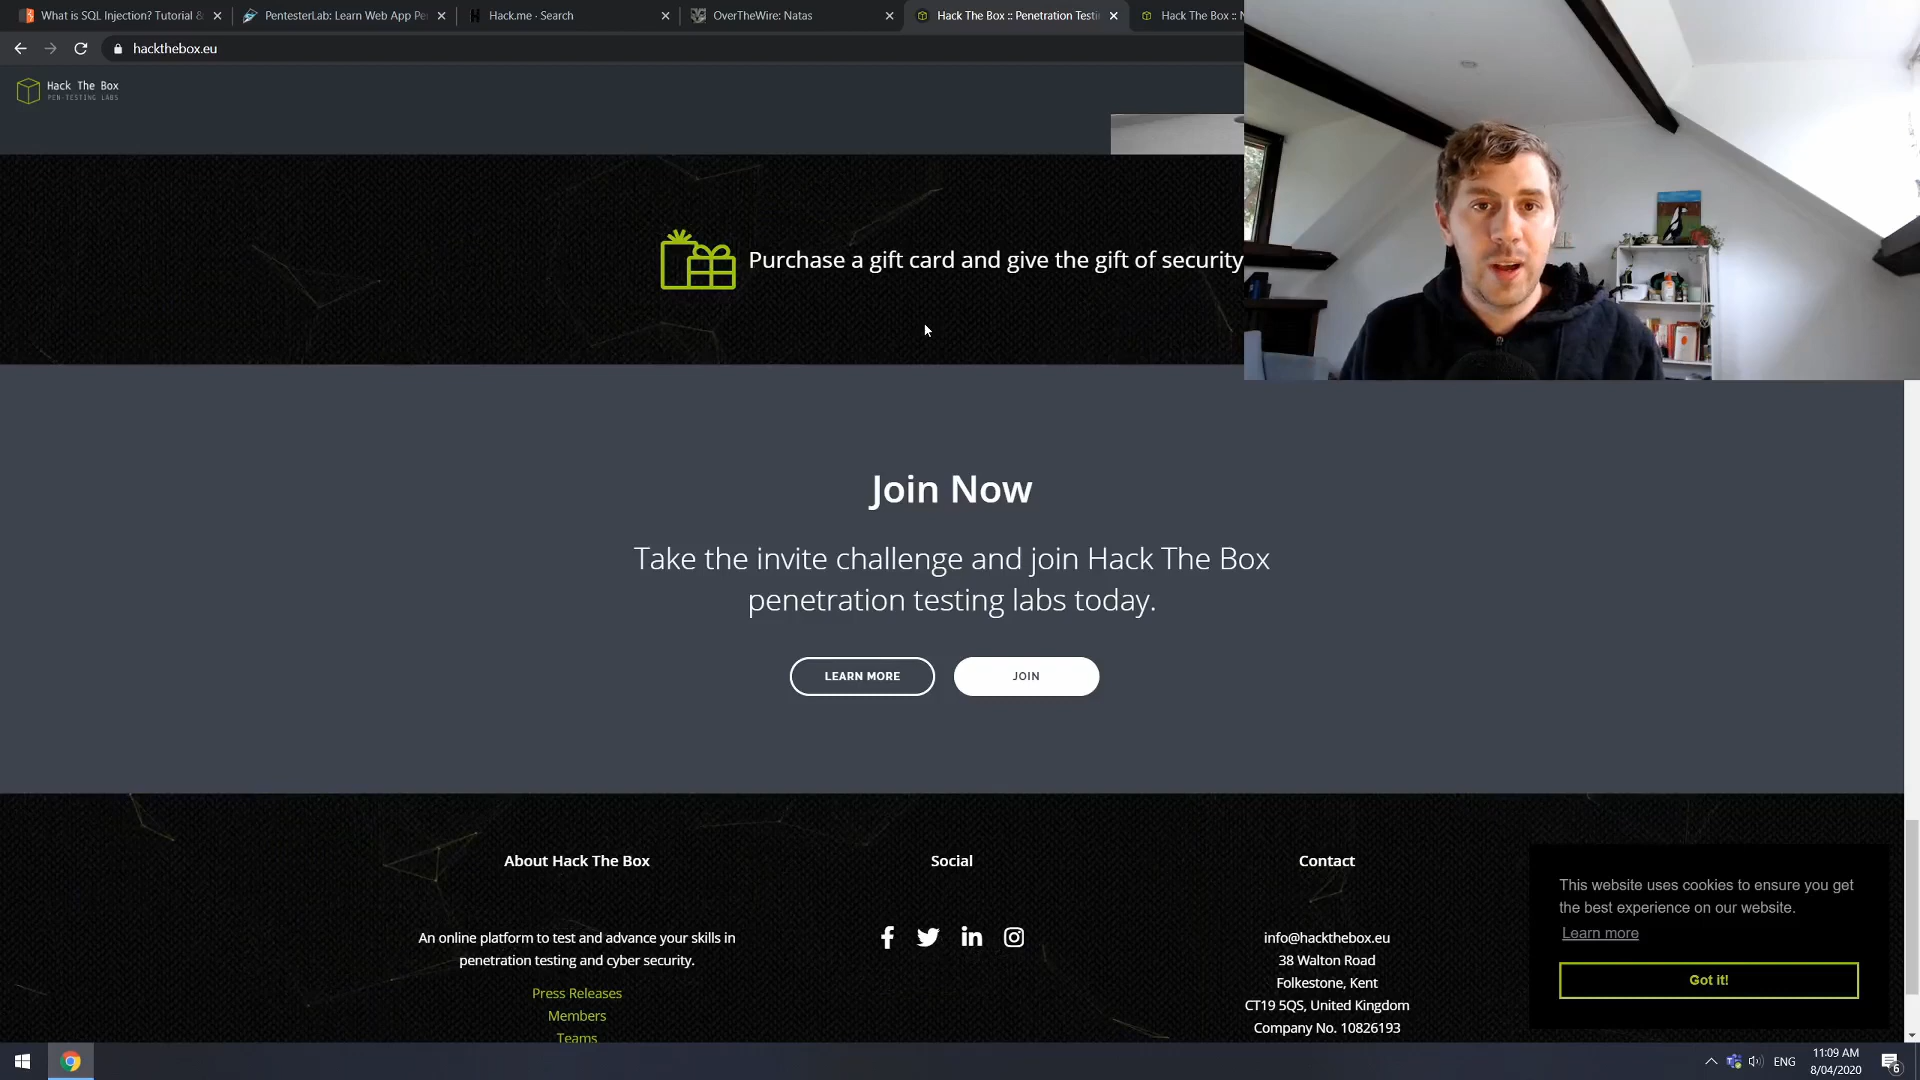 What is SQL Injection? Tutorial &
PentesterLab: Learn Web App Pe
Hack.me · Search
OverTheWire: Natas
Hack The Box :: Penetration Testi
Hack The Box :: N
hackthebox.eu
Hack The Box
PEN-TESTING LABS
Purchase a gift card and give the gift of security
Join Now
Take the invite challenge and join Hack The Box
penetration testing labs today.
LEARN MORE
JOIN
About Hack The Box
An online platform to test and advance your skills in
penetration testing and cyber security.
Press Releases
Members
Teams
Social
Contact
info@hackthebox.eu
38 Walton Road
Folkestone, Kent
CT19 5QS, United Kingdom
Company No. 10826193
This website uses cookies to ensure you get
the best experience on our website.
Learn more
Got it!
ENG
11:09 AM
8/04/2020
6